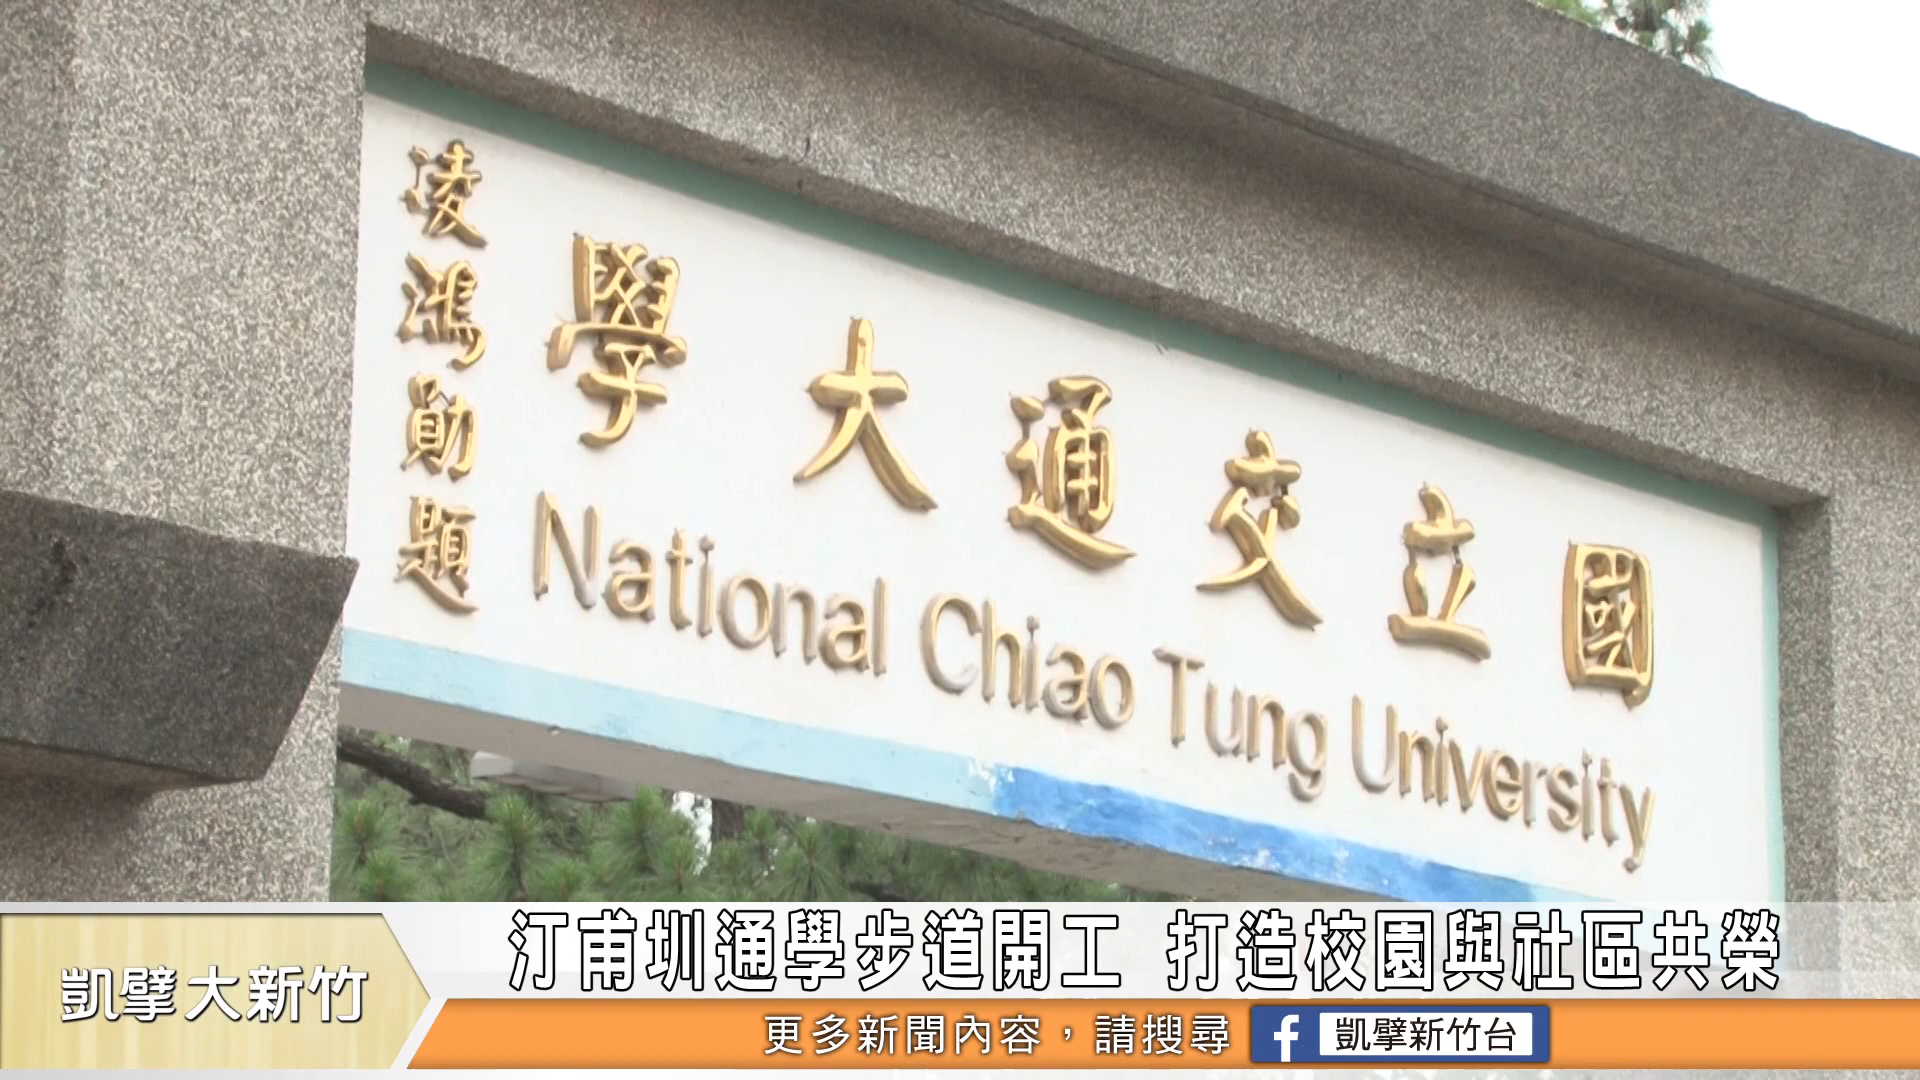 國立交通大學
National Chiao Tung University
凌鴻勛題
汀甫圳通學步道開工 打造校園與社區共榮
凱擘大新竹
更多新聞內容,請搜尋 f 凱擘新竹台